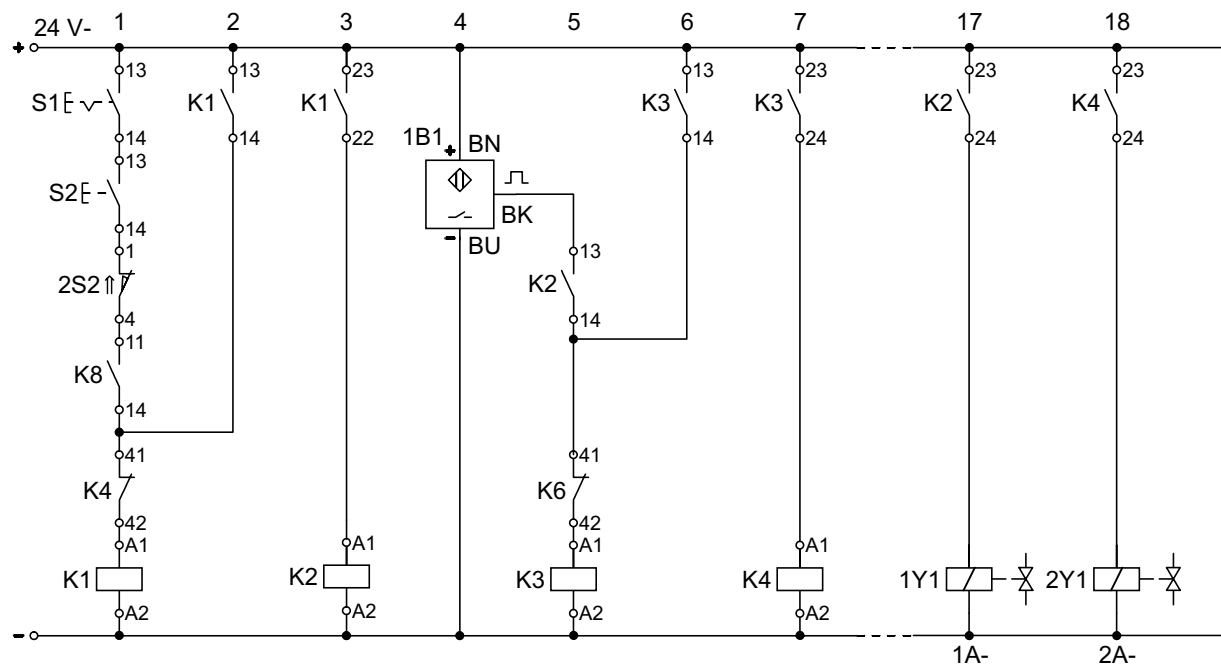 24 V- 1 2 3 4 5 6 7 17 18
+
13 13 23 13 23 23 23
S1 K1 K1 K3 K3 K2 K4
14 14 22 14 24 24 24
13
1B1 + BN
S2
BK
14
- BU
1 13
2S2 K2
4 14
11
K8
14
41 41
K4 K6
42 42
A1 A1 A1 A1
K1 K2 K3 K4 1Y1 2Y1
A2 A2 A2 A2
-
1A- 2A-